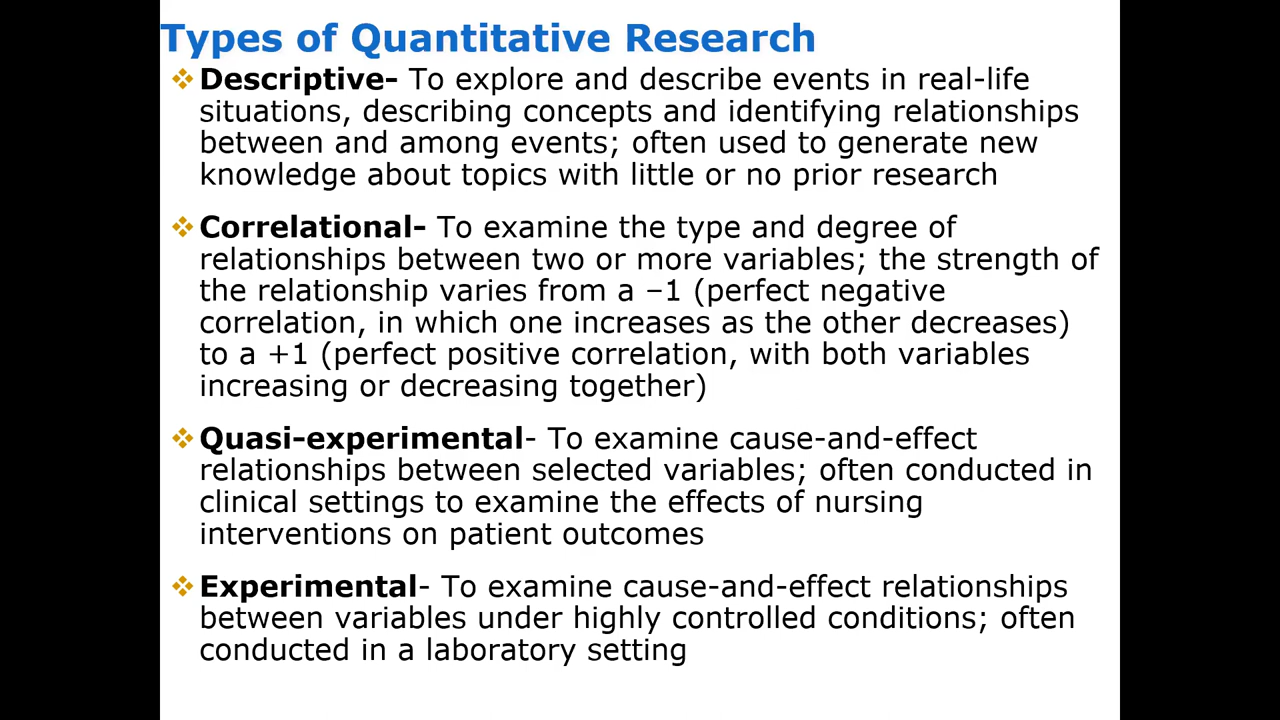 Types of Quantitative Research
❖ Descriptive- To explore and describe events in real-life
situations, describing concepts and identifying relationships
between and among events; often used to generate new
knowledge about topics with little or no prior research
❖ Correlational- To examine the type and degree of
relationships between two or more variables; the strength of
the relationship varies from a –1 (perfect negative
correlation, in which one increases as the other decreases)
to a +1 (perfect positive correlation, with both variables
increasing or decreasing together)
❖ Quasi-experimental- To examine cause-and-effect
relationships between selected variables; often conducted in
clinical settings to examine the effects of nursing
interventions on patient outcomes
❖ Experimental- To examine cause-and-effect relationships
between variables under highly controlled conditions; often
conducted in a laboratory setting